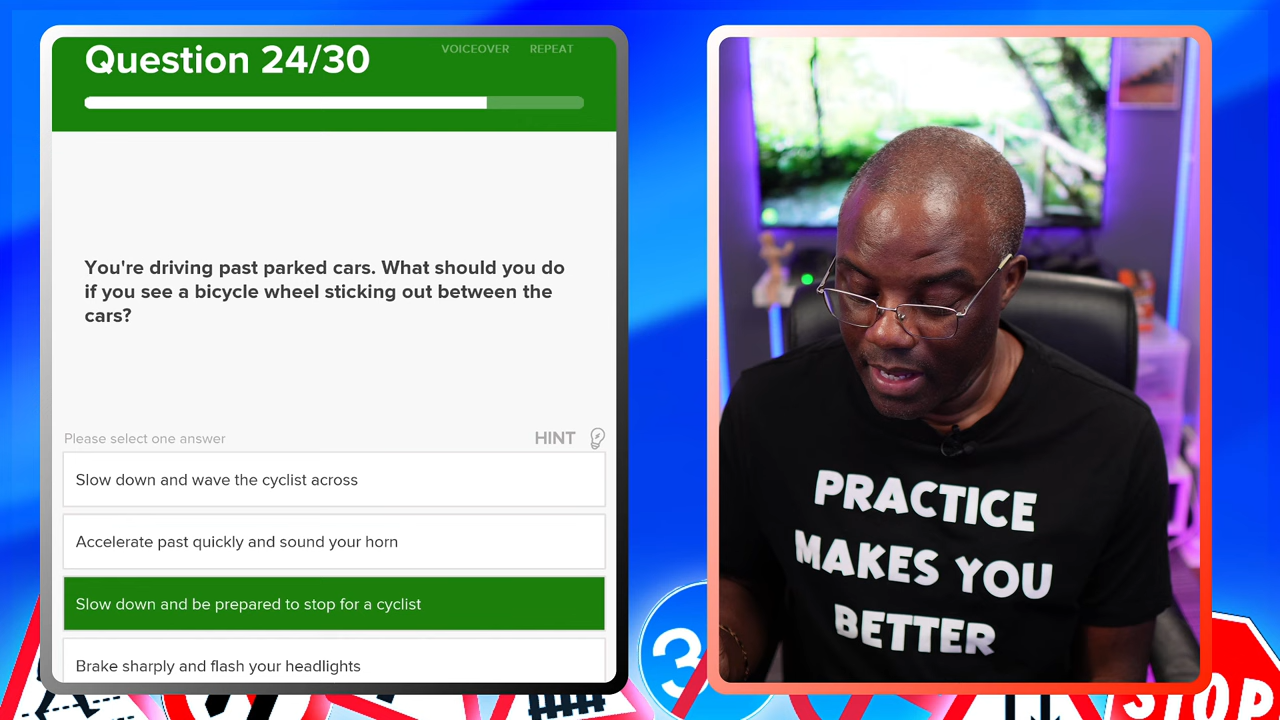 Question 24/30
VOICEOVER
REPEAT
You're driving past parked cars. What should you do
if you see a bicycle wheel sticking out between the
cars?
Please select one answer
HINT
Slow down and wave the cyclist across
Accelerate past quickly and sound your horn
Slow down and be prepared to stop for a cyclist
Brake sharply and flash your headlights
PRACTICE
MAKES YOU
BETTER
3
STOP